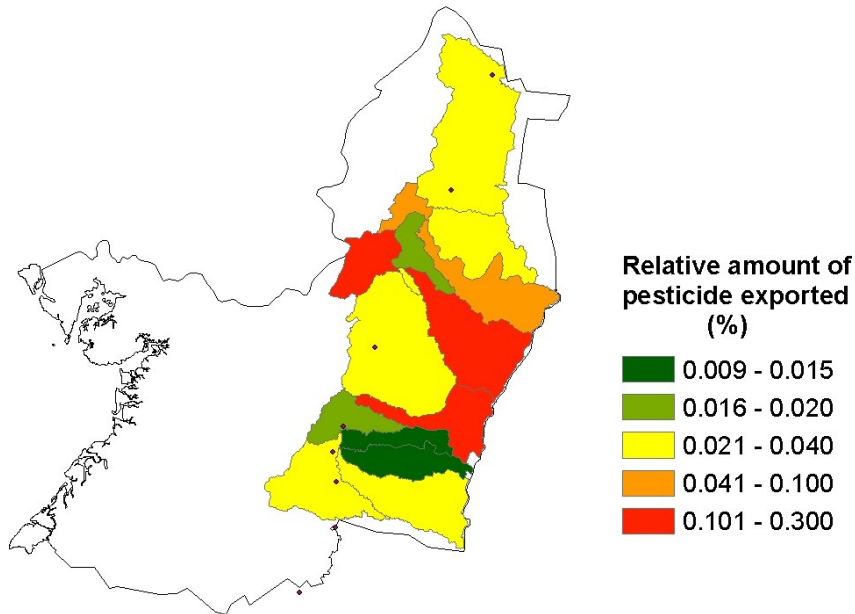 Relative amount of
pesticide exported
(%)
0.009 - 0.015
0.016 - 0.020
0.021 - 0.040
0.041 - 0.100
0.101 - 0.300